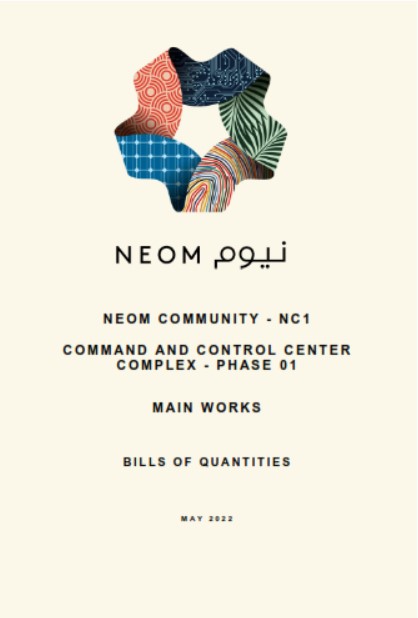 NEOM نيوم
NEOM COMMUNITY - NC1
COMMAND AND CONTROL CENTER
COMPLEX - PHASE 01
MAIN WORKS
BILLS OF QUANTITIES
MAY 2022